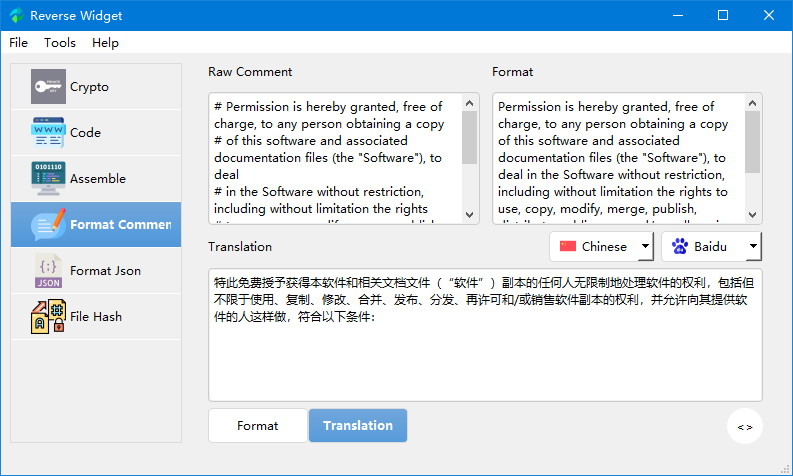 Reverse Widget
File Tools Help
Crypto
Code
Assemble
Format Commen
Format Json
File Hash
Raw Comment
# Permission is hereby granted, free of
charge, to any person obtaining a copy
# of this software and associated
documentation files (the "Software"), to
deal
# in the Software without restriction,
including without limitation the rights
Format
Permission is hereby granted, free of
charge, to any person obtaining a copy
of this software and associated
documentation files (the "Software"), to
deal in the Software without restriction,
including without limitation the rights to
use, copy, modify, merge, publish,
Translation
Chinese
Baidu
特此免费授予获得本软件和相关文档文件（“软件”）副本的任何人无限制地处理软件的权利，包括但
不限于使用、复制、修改、合并、发布、分发、再许可和/或销售软件副本的权利，并允许向其提供软
件的人这样做，符合以下条件：
Format
Translation
<>